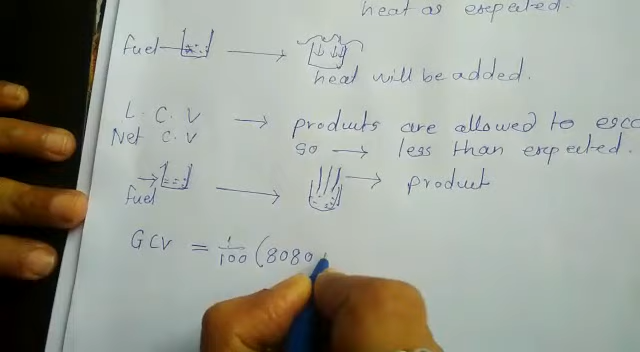 heat as expected.
fuel
heat will be added.
L. C. V → products are allowed to esca
Net C. V
so → less than expected.
fuel → product
GCV = 1/100 (8080